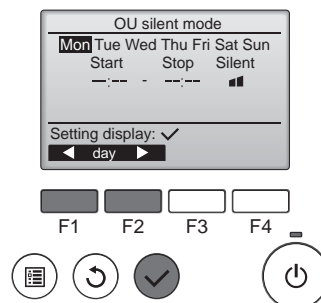 OU silent mode
Mon Tue Wed Thu Fri Sat Sun
Start Stop Silent
--:-- - --:--
Setting display: ✓
◀ day ▶
F1 F2 F3 F4